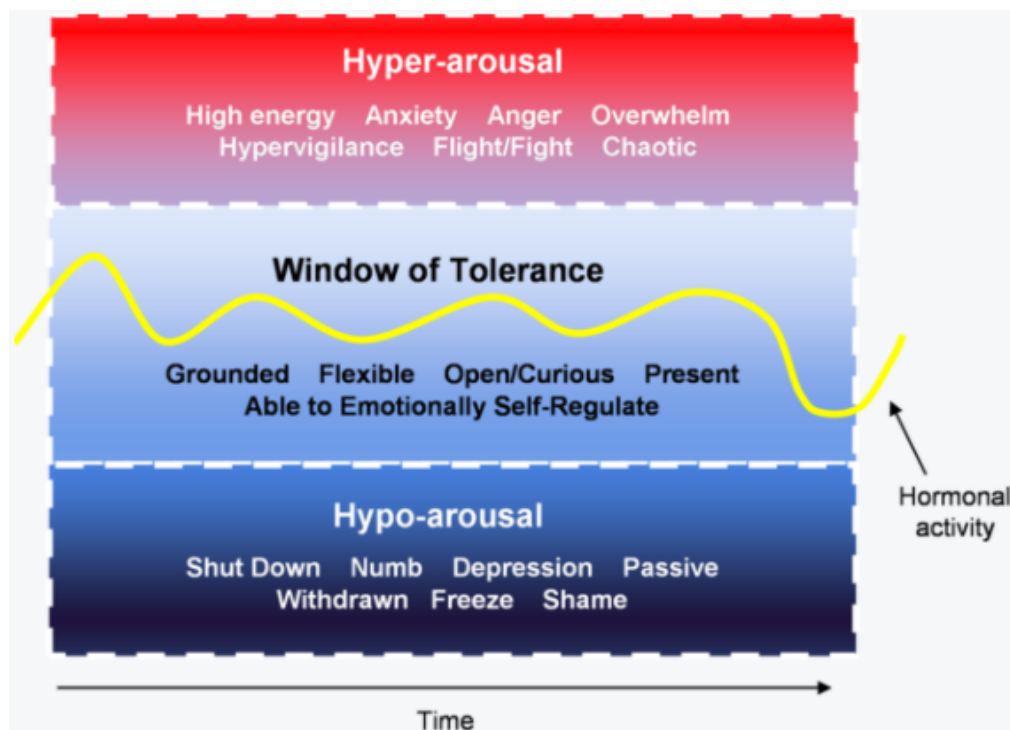 Hyper-arousal
High energy Anxiety Anger Overwhelm
Hypervigilance Flight/Fight Chaotic
Window of Tolerance
Grounded Flexible Open/Curious Present
Able to Emotionally Self-Regulate
Hormonal
activity
Hypo-arousal
Shut Down Numb Depression Passive
Withdrawn Freeze Shame
Time